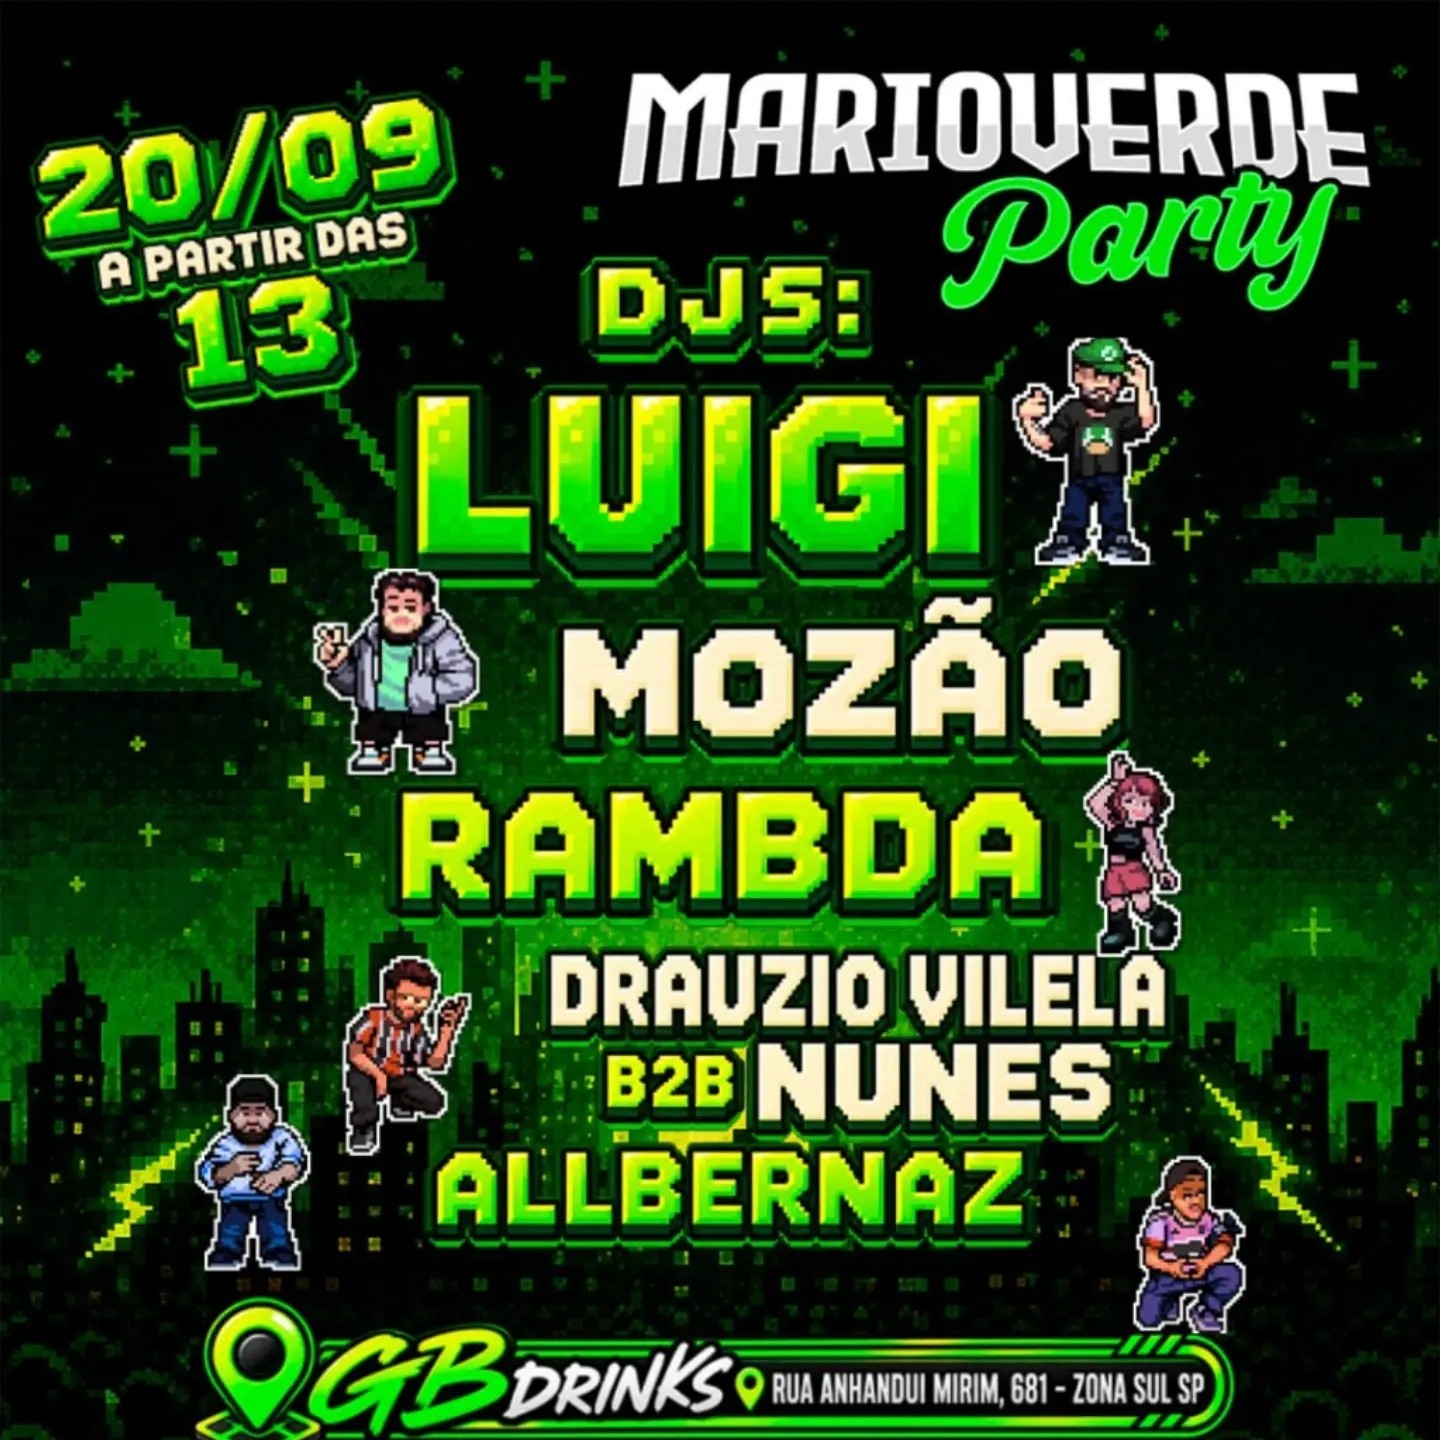 20/09
A PARTIR DAS
13
MARIOVERDE
Party
DJS:
LUIGI
MOZÃO
RAMBDA
DRAUZIO VILELA
B2B NUNES
ALLBERNAZ
GB DRINKS RUA ANHANDUI MIRIM, 681 - ZONA SUL SP